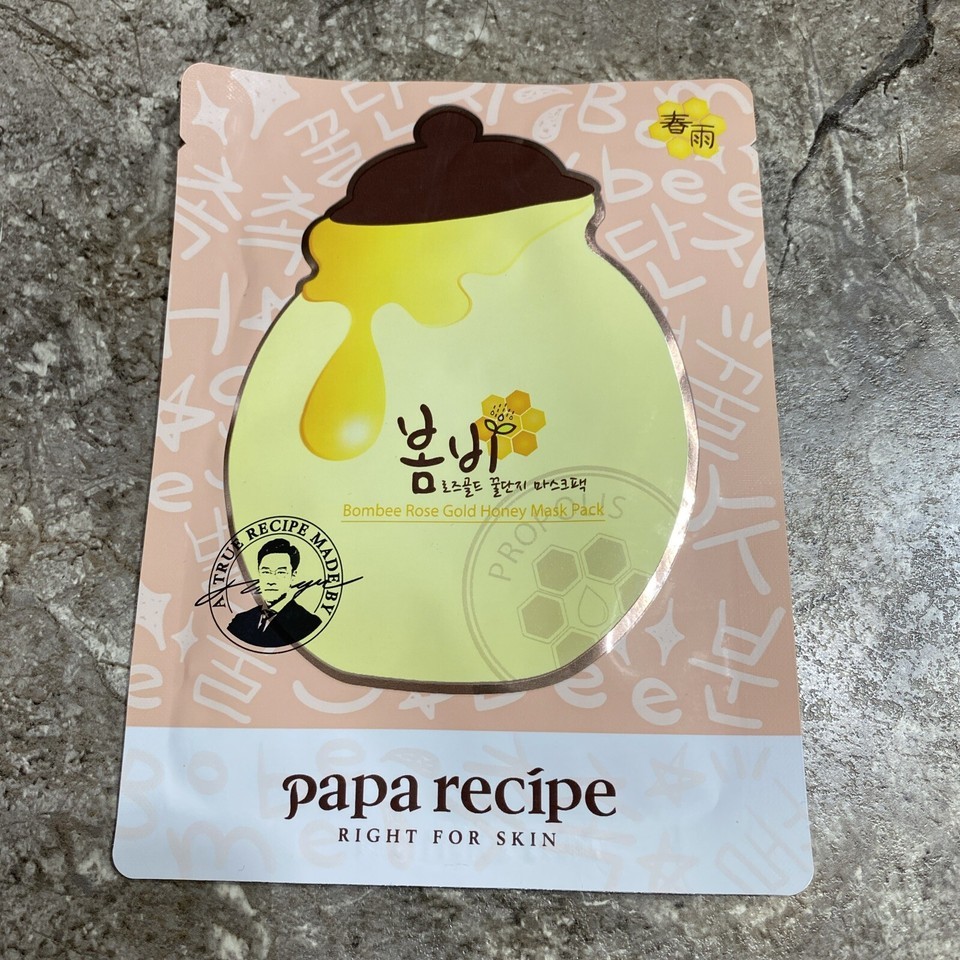 春雨
봄비
로즈골드 꿀단지 마스크팩
Bombee Rose Gold Honey Mask Pack
PROPOLIS
A TRUE RECIPE MADE BY
papa recipe
RIGHT FOR SKIN